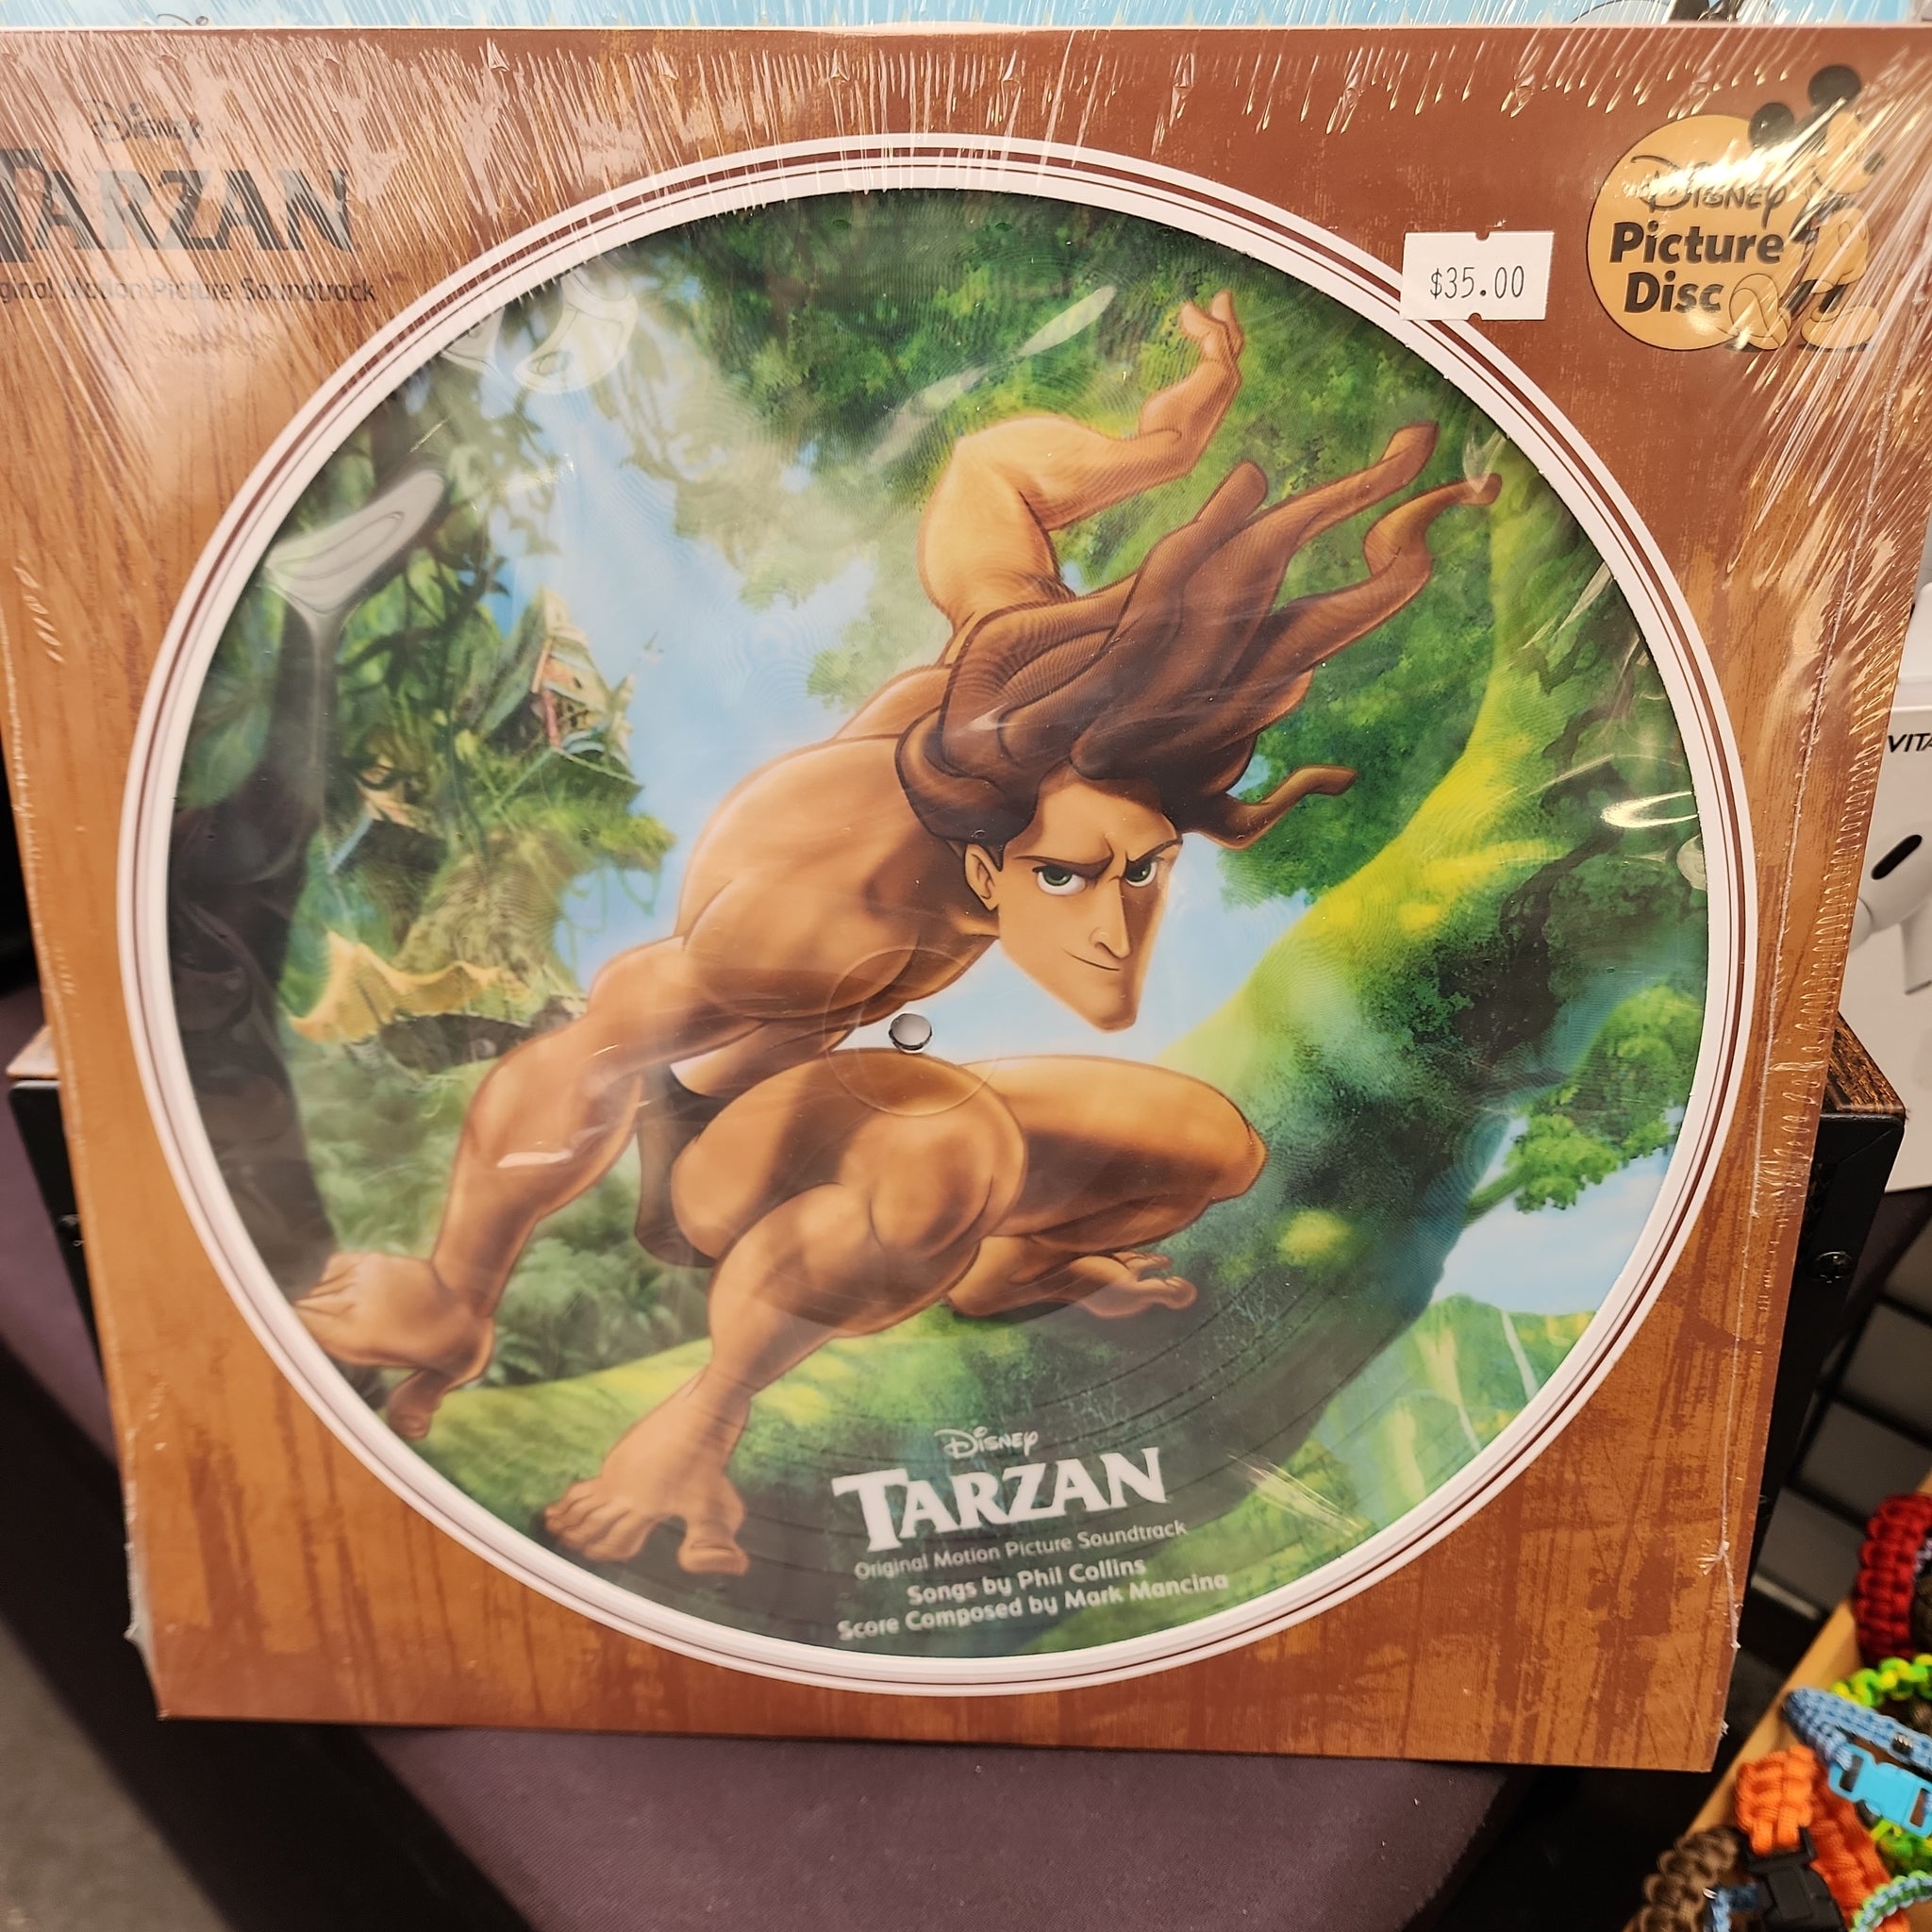 Disney
TARZAN
Motion Picture Soundtrack
$35.00
Disney
Picture
Disc
VITA
Disney
TARZAN
Original Motion Picture Soundtrack
Songs by Phil Collins
Score Composed by Mark Mancina